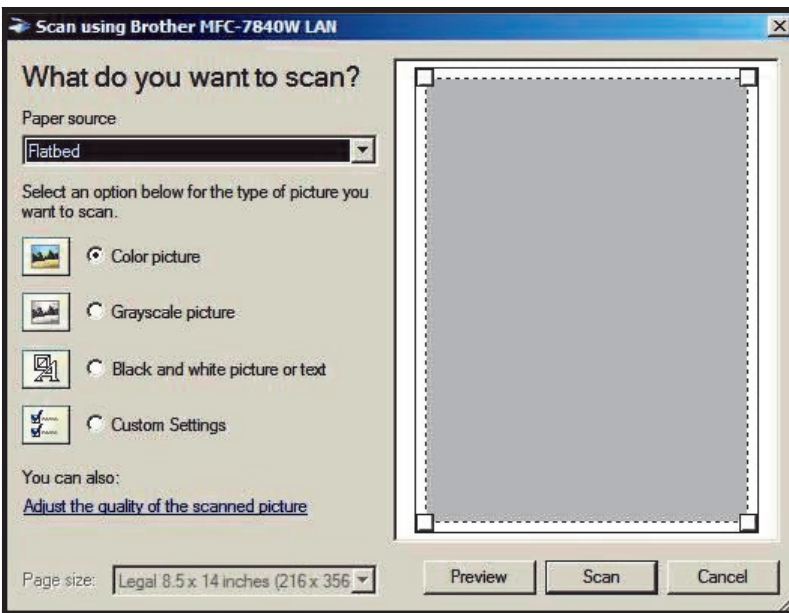 Scan using Brother MFC-7840W LAN
What do you want to scan?
Paper source
Flatbed
Select an option below for the type of picture you
want to scan.
Color picture
Grayscale picture
Black and white picture or text
Custom Settings
You can also:
Adjust the quality of the scanned picture
Page size: Legal 8.5 x 14 inches (216 x 356
Preview Scan Cancel